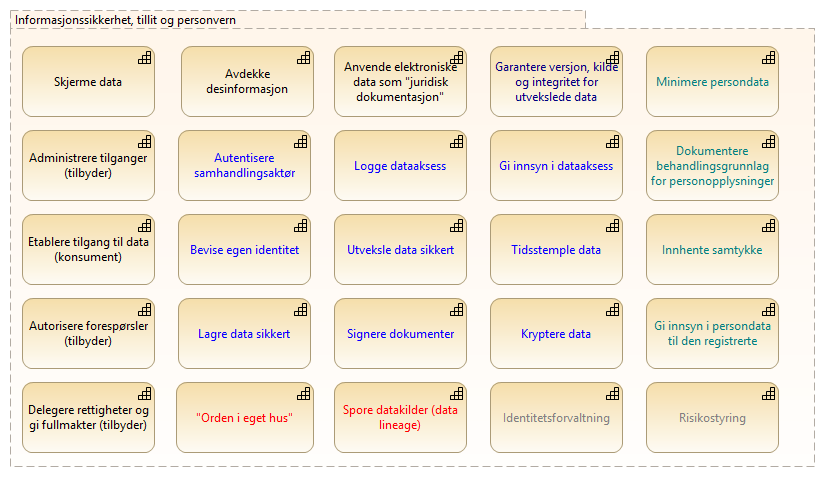 Informasjonssikkerhet, tillit og personvern
Skjerme data
Avdekke
desinformasjon
Anvende elektroniske
data som "juridisk
dokumentasjon"
Garantere versjon, kilde
og integritet for
utvekslede data
Minimere persondata
Administrere tilganger
(tilbyder)
Autentisere
samhandlingsaktør
Logge dataaksess
Gi innsyn i dataaksess
Dokumentere
behandlingsgrunnlag
for personopplysninger
Etablere tilgang til data
(konsument)
Bevise egen identitet
Utveksle data sikkert
Tidsstemple data
Innhente samtykke
Autorisere forespørsler
(tilbyder)
Lagre data sikkert
Signere dokumenter
Kryptere data
Gi innsyn i persondata
til den registrerte
Delegere rettigheter og
gi fullmakter (tilbyder)
"Orden i eget hus"
Spore datakilder (data
lineage)
Identitetsforvaltning
Risikostyring